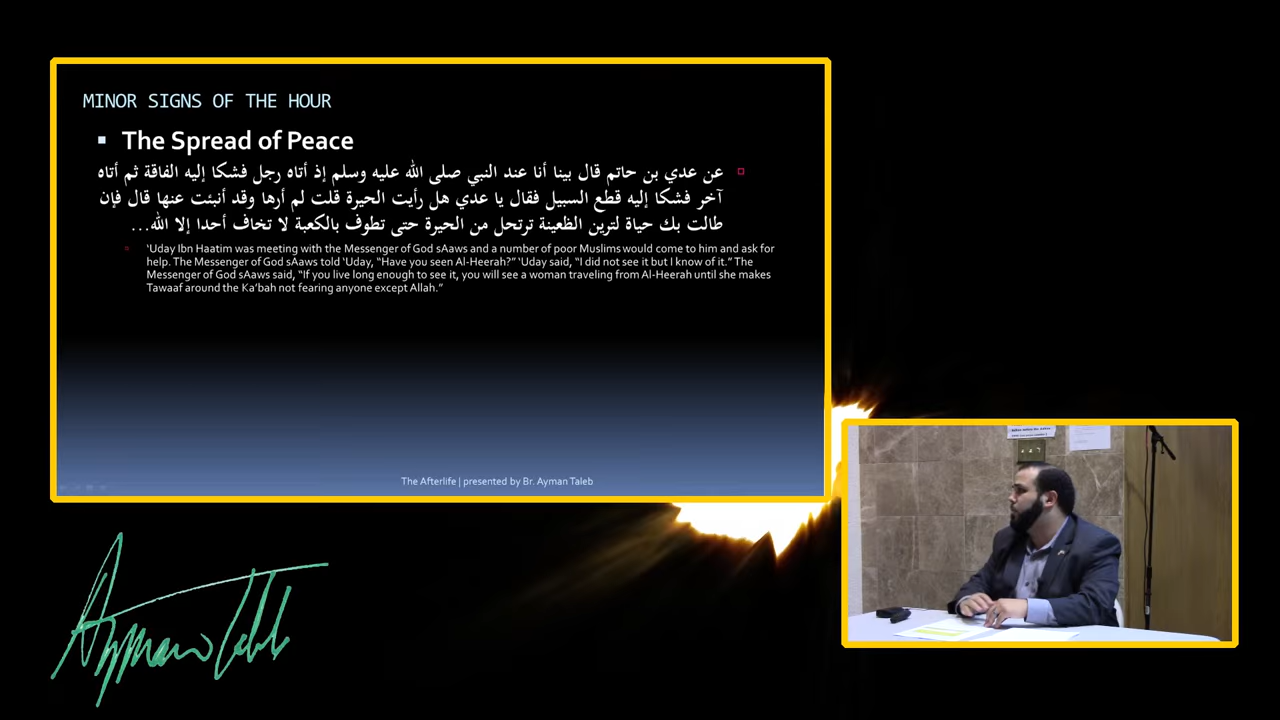 MINOR SIGNS OF THE HOUR
The Spread of Peace
عن عدي بن حاتم قال بينا أنا عند النبي صلى الله عليه وسلم إذ أتاه رجل فشكا إليه الفاقة ثم أتاه
آخر فشكا إليه قطع السبيل فقال يا عدي هل رأيت الحيرة قلت لم أرها وقد أنبئت عنها قال فإن
طالت بك حياة لترين الظعينة ترتحل من الحيرة حتى تطوف بالكعبة لا تخاف أحدا إلا الله...
‘Uday Ibn Haatim was meeting with the Messenger of God sAaws and a number of poor Muslims would come to him and ask for
help. The Messenger of God sAaws told ‘Uday, “Have you seen Al-Heerah?” ‘Uday said, “I did not see it but I know of it.” The
Messenger of God sAaws said, “If you live long enough to see it, you will see a woman traveling from Al-Heerah until she makes
Tawaaf around the Ka’bah not fearing anyone except Allah.”
The Afterlife | presented by Br. Ayman Taleb
Ayman Taleb